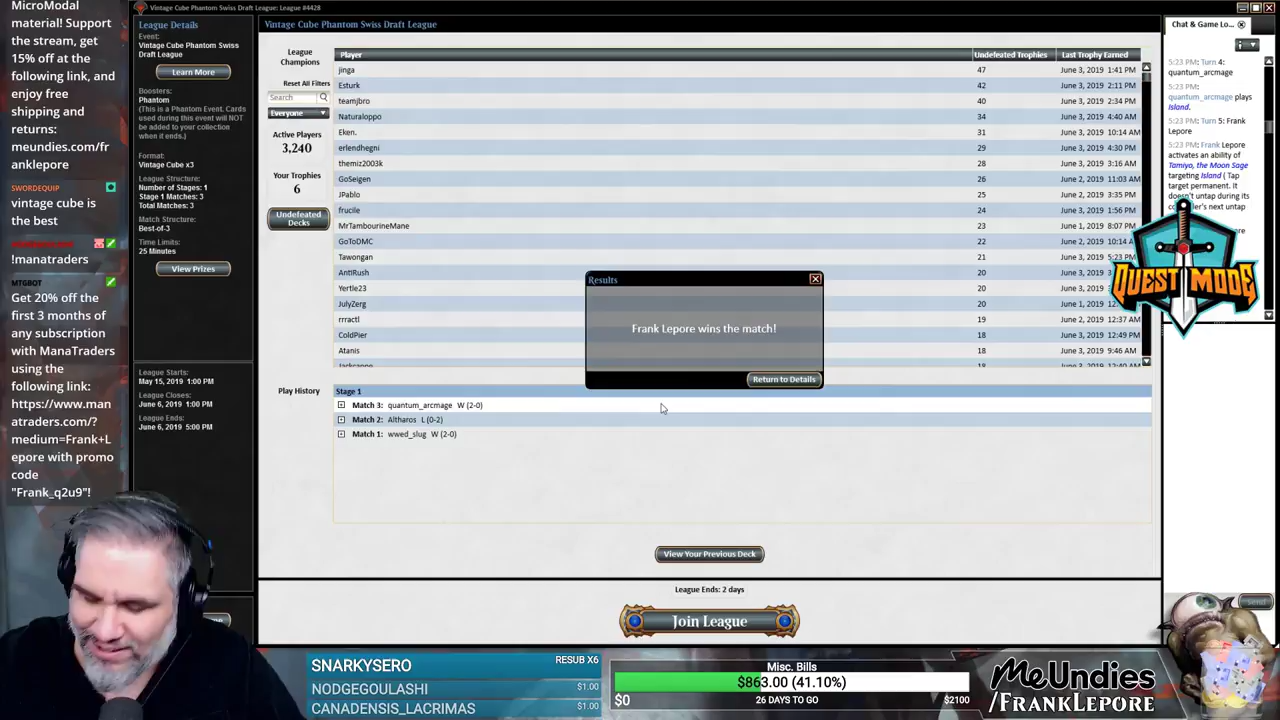 MicroModal
material! Support
the stream, get
15% off at the
following link, and
enjoy free
shipping and
returns:
meundies.com/fr
anklepore
SWORDEQUIP
vintage cube is
the best
!manatraders
MTGBOT
Get 20% off the
first 3 months of
any subscription
with ManaTraders
using the
following link:
https://www.man
atraders.com/?
medium=Frank+L
epore with promo
code
"Frank_q2u9"!
Vintage Cube Phantom Swiss Draft League: League #4428
League Details
Event:
Vintage Cube Phantom Swiss
Draft League
Learn More
Boosters:
Phantom
(This is a Phantom Event. Cards
used during this event will NOT
be added to your collection
when it ends.)
Format:
Vintage Cube x3
League Structure:
Number of Stages: 1
Stage 1 Matches: 3
Total Matches: 3
Match Structure:
Best-of-3
Time Limits:
25 Minutes
View Prizes
League Starts:
May 15, 2019 1:00 PM
League Closes:
June 6, 2019 1:00 PM
League Ends:
June 6, 2019 5:00 PM
Vintage Cube Phantom Swiss Draft League
League
Champions
Reset All Filters
Search
Everyone
Active Players
3,240
Your Trophies
6
Undefeated
Decks
Player Undefeated Trophies Last Trophy Earned
jinga 47 June 3, 2019 1:41 PM
Esturk 42 June 3, 2019 2:11 PM
teamjbro 40 June 3, 2019 2:34 PM
Naturaloppo 34 June 3, 2019 4:40 AM
Eken. 31 June 3, 2019 10:14 AM
erlendhegni 29 June 3, 2019 4:30 PM
themiz2003k 28 June 3, 2019 3:16 AM
GoSeigen 26 June 2, 2019 11:03 AM
JPablo 25 June 2, 2019 3:35 PM
frucile 24 June 3, 2019 1:56 PM
MrTambourineMane 23 June 1, 2019 8:07 PM
GoToDMC 22 June 2, 2019 10:14
Tawongan 21 June 3, 2019 5:23
AntiRush 20 June 3, 2019
Yertle23 20 June 3, 2019
JulyZerg 20 June 1, 2019
rrractl 19 June 2, 2019 12:37 AM
ColdPier 18 June 3, 2019 12:49 PM
Atanis 18 June 3, 2019 9:46 AM
Results
Frank Lepore wins the match!
Return to Details
Play History
Stage 1
Match 3: quantum_arcmage W (2-0)
Match 2: Altharos L (0-2)
Match 1: wwed_slug W (2-0)
View Your Previous Deck
League Ends: 2 days
Join League
Chat & Game Lo...
5:23 PM: Turn 4:
quantum_arcmage
5:23 PM:
quantum_arcmage plays
Island.
5:23 PM: Turn 5: Frank
Lepore
5:23 PM: Frank Lepore
activates an ability of
Tamiyo, the Moon Sage
targeting Island ( Tap
target permanent. It
doesn't untap during its
next untap
QUEST MODE
Send
SNARKYSERO RESUB X6
NODGEGOULASHI $1.00
CANADENSIS_LACRIMAS $1.00
Misc. Bills
$863.00 (41.10%)
$0 26 DAYS TO GO $2100
MeUndies
/FRANKLEPORE